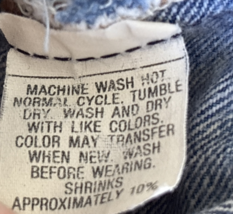 MACHINE WASH HOT
NORMAL CYCLE. TUMBLE
DRY. WASH AND DRY
WITH LIKE COLORS.
COLOR MAY TRANSFER
WHEN NEW. WASH
BEFORE WEARING.
SHRINKS
APPROXIMATELY 10%